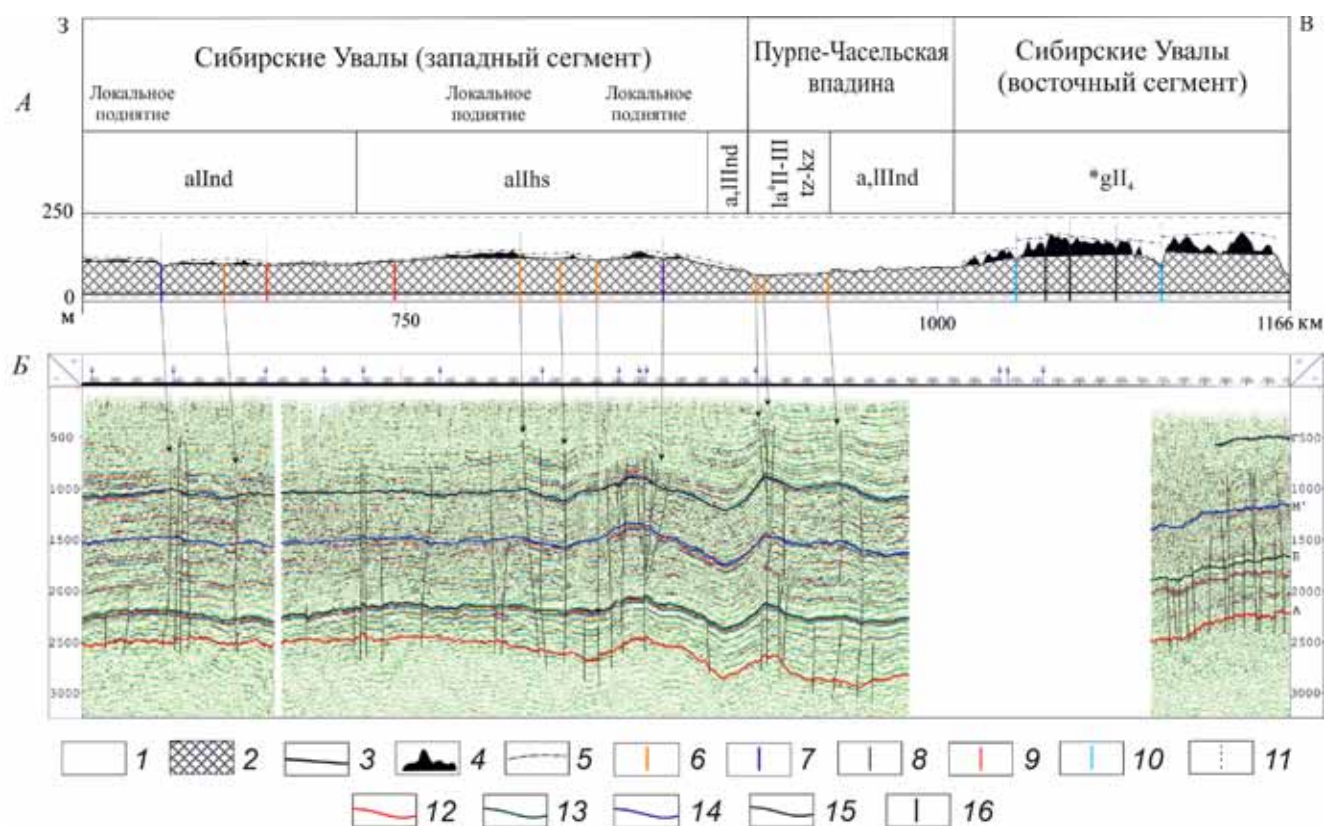 З
В
Сибирские Увалы (западный сегмент)
Пурпе-Часельская
впадина
Сибирские Увалы
(восточный сегмент)
А
Локальное
поднятие
Локальное
поднятие
Локальное
поднятие
aIInd
aIIhs
a,IIInd
la⁴II-III
tz-kz
a,IIInd
*gII₄
250
0
м
750
1000
1166 км
Б
500
1000
1500
2000
2500
3000
500
1000
М'
1500
Б
2000
А
2500
3000
1
2
3
4
5
6
7
8
9
10
11
12
13
14
15
16